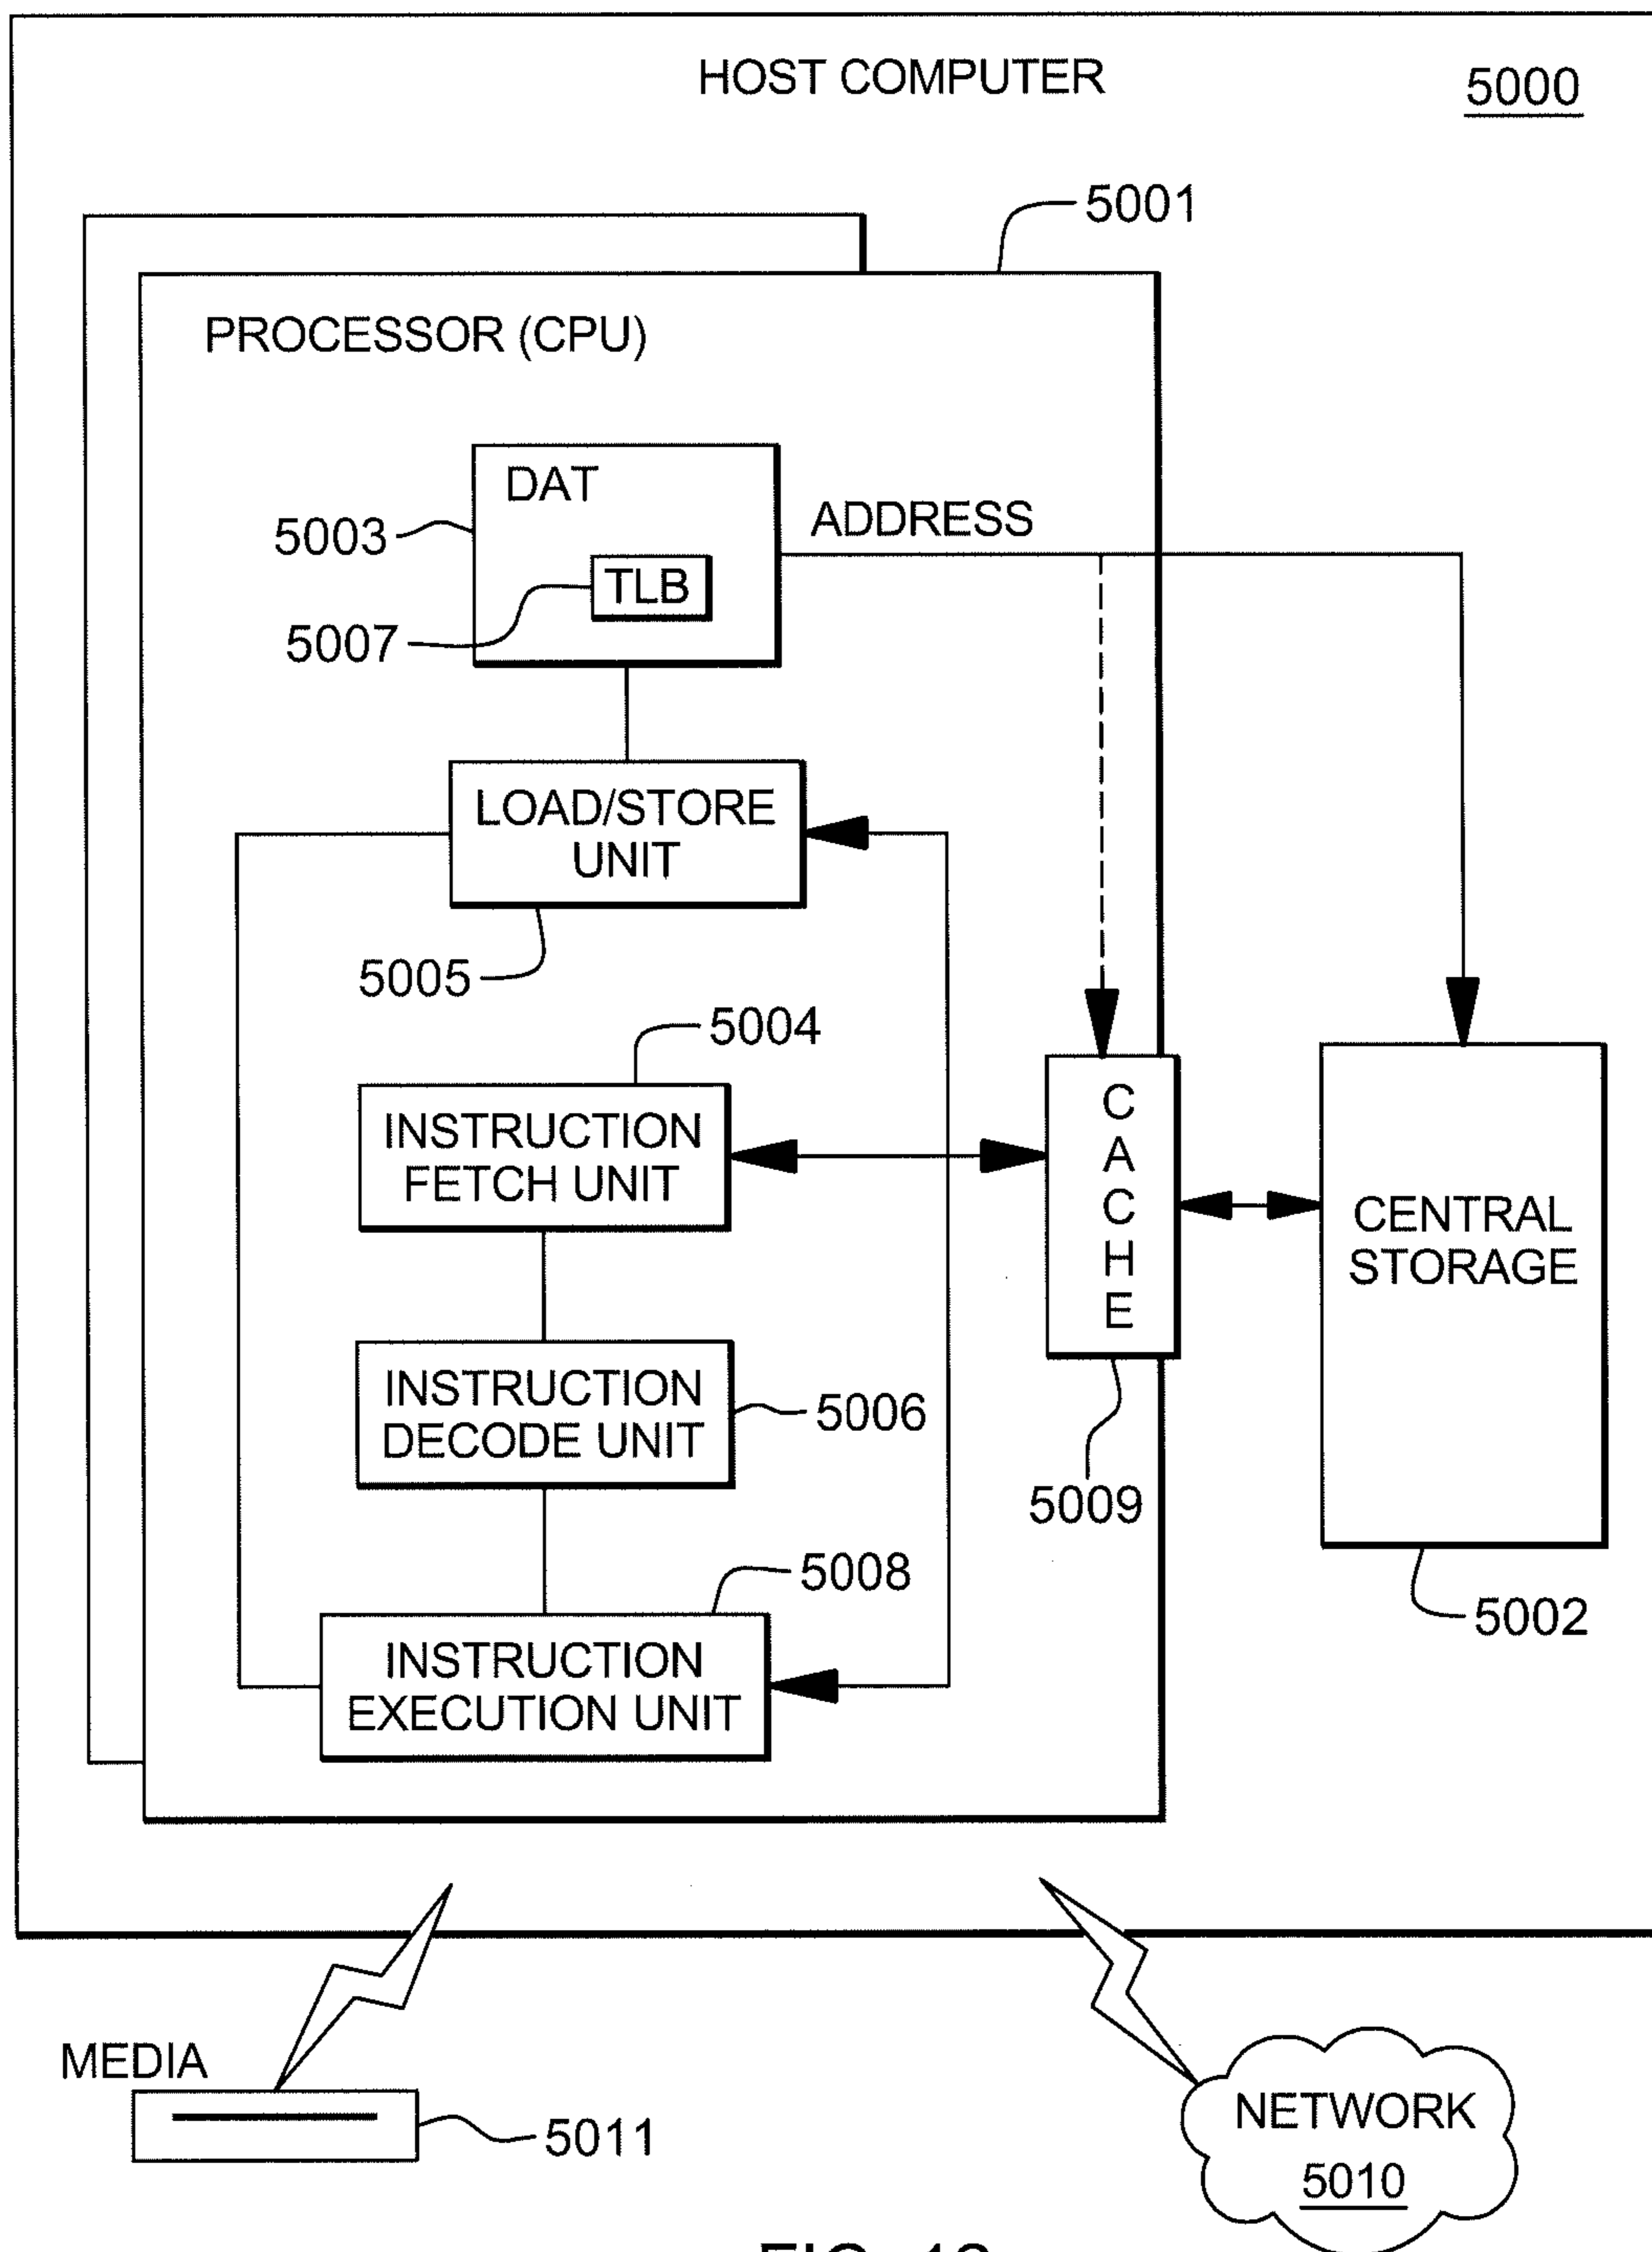 HOST COMPUTER
5000
5001
PROCESSOR (CPU)
DAT
5003
ADDRESS
TLB
5007
LOAD/STORE
UNIT
5005
5004
INSTRUCTION
FETCH UNIT
C
A
C
H
E
CENTRAL
STORAGE
INSTRUCTION
DECODE UNIT
5006
5009
5008
5002
INSTRUCTION
EXECUTION UNIT
MEDIA
5011
NETWORK
5010